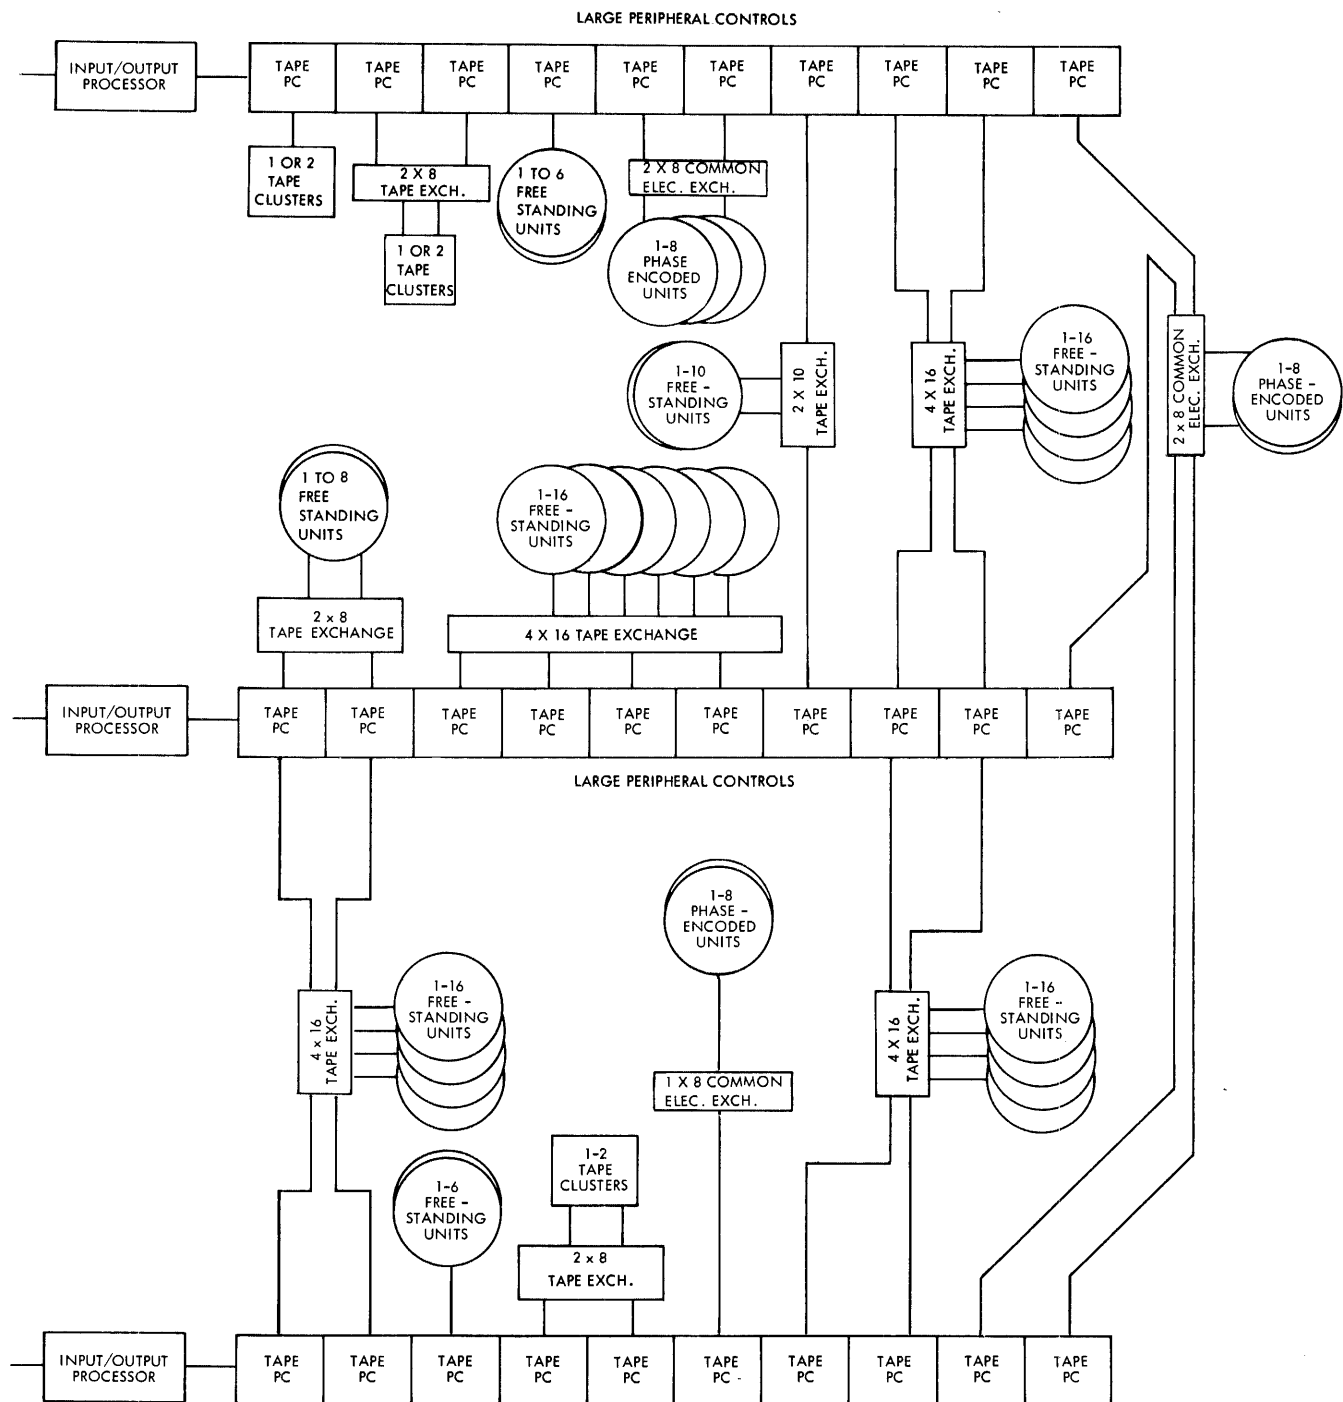 LARGE PERIPHERAL CONTROLS
INPUT/OUTPUT
PROCESSOR
TAPE
PC
TAPE
PC
TAPE
PC
TAPE
PC
TAPE
PC
TAPE
PC
TAPE
PC
TAPE
PC
TAPE
PC
TAPE
PC
1 OR 2
TAPE
CLUSTERS
2 X 8
TAPE EXCH.
1 OR 2
TAPE
CLUSTERS
1 TO 6
FREE
STANDING
UNITS
2 X 8 COMMON
ELEC. EXCH.
1-8
PHASE
ENCODED
UNITS
1-10
FREE -
STANDING
UNITS
2 X 10
TAPE EXCH.
4 X 16
TAPE EXCH.
1-16
FREE -
STANDING
UNITS
2 x 8 COMMON
ELEC. EXCH.
1-8
PHASE -
ENCODED
UNITS
1 TO 8
FREE
STANDING
UNITS
2 x 8
TAPE EXCHANGE
1-16
FREE -
STANDING
UNITS
4 X 16 TAPE EXCHANGE
INPUT/OUTPUT
PROCESSOR
TAPE
PC
TAPE
PC
TAPE
PC
TAPE
PC
TAPE
PC
TAPE
PC
TAPE
PC
TAPE
PC
TAPE
PC
TAPE
PC
LARGE PERIPHERAL CONTROLS
4 x 16
TAPE EXCH.
1-16
FREE -
STANDING
UNITS
1-8
PHASE -
ENCODED
UNITS
1 X 8 COMMON
ELEC. EXCH.
4 X 16
TAPE EXCH.
1-16
FREE -
STANDING
UNITS
1-6
FREE -
STANDING
UNITS
1-2
TAPE
CLUSTERS
2 x 8
TAPE EXCH.
INPUT/OUTPUT
PROCESSOR
TAPE
PC
TAPE
PC
TAPE
PC
TAPE
PC
TAPE
PC
TAPE
PC -
TAPE
PC
TAPE
PC
TAPE
PC
TAPE
PC